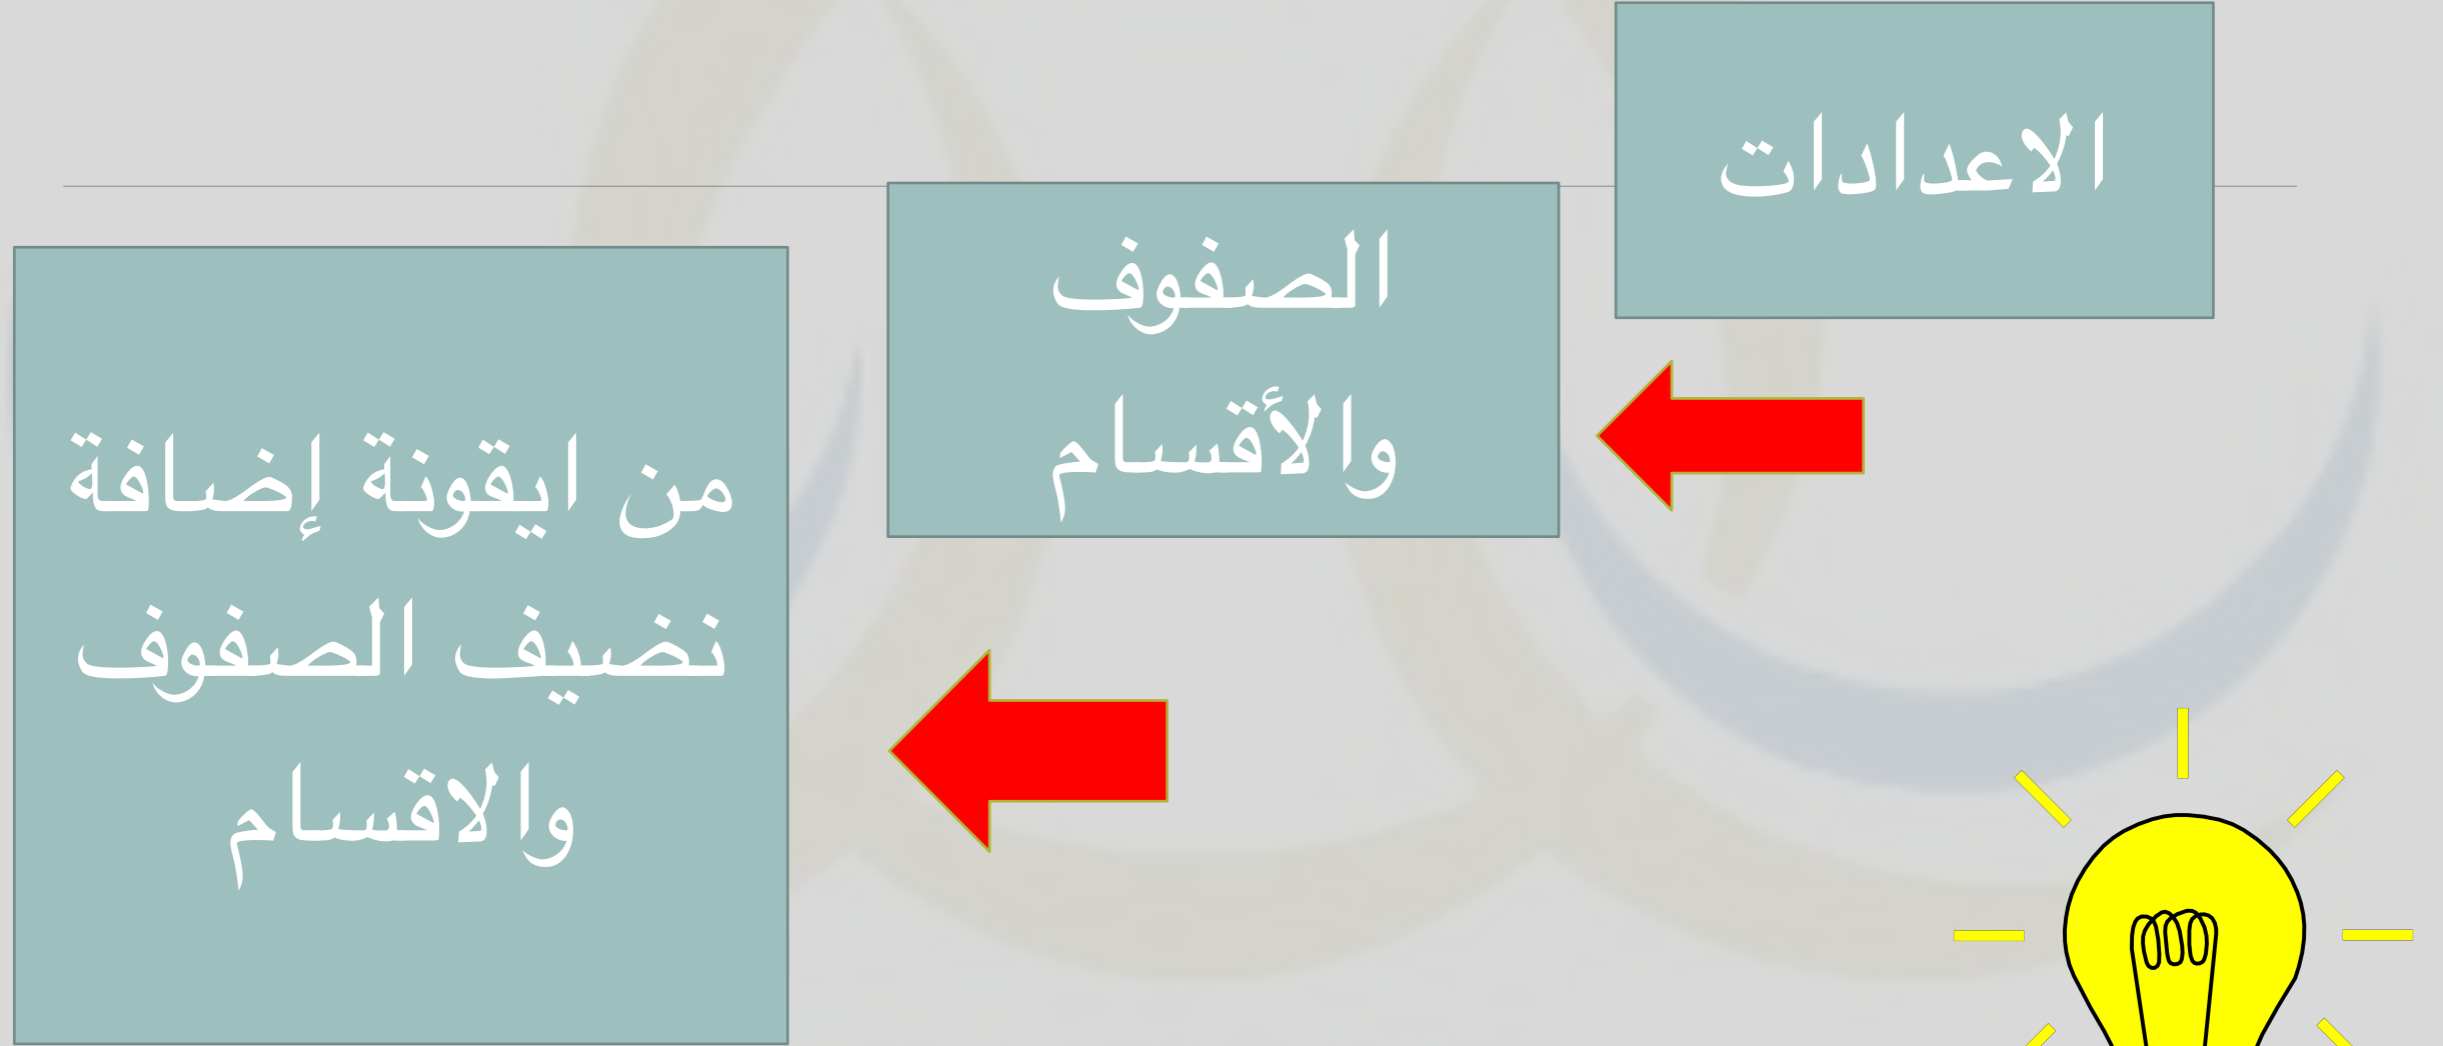 الاعدادات
الصفوف
والأقسام
من ايقونة إضافة
نضيف الصفوف
والاقسام